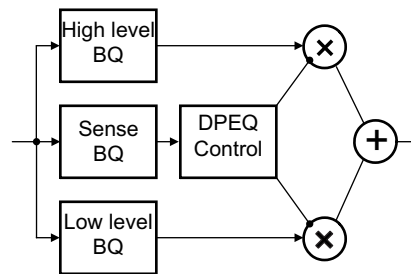 High level
BQ
Sense
BQ
DPEQ
Control
Low level
BQ